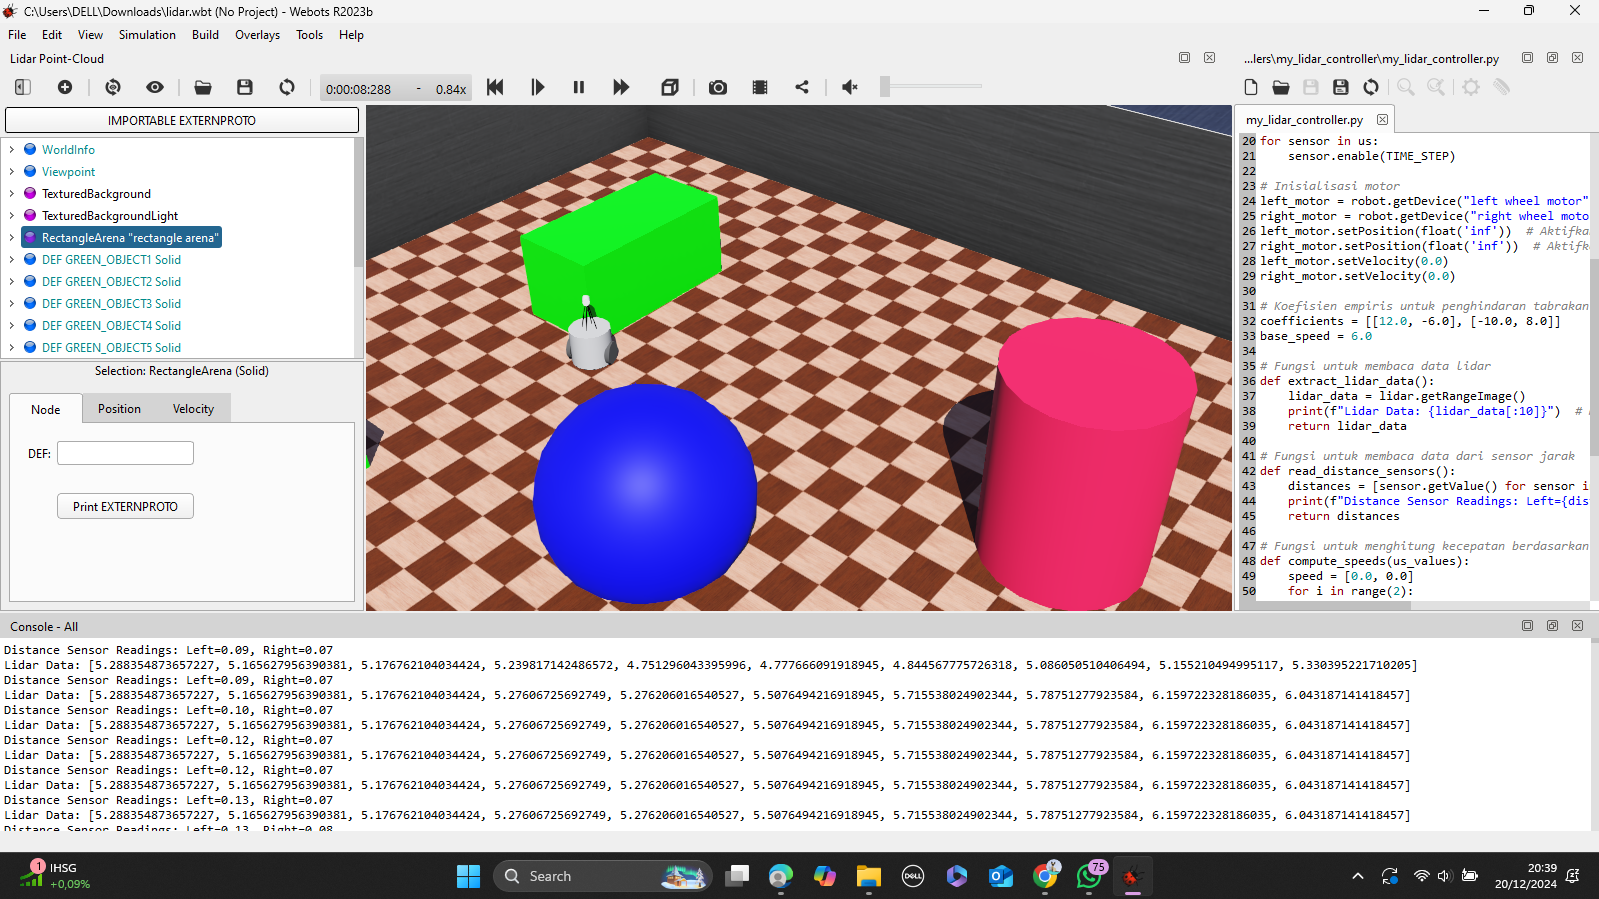 C:\Users\DELL\Downloads\lidar.wbt (No Project) - Webots R2023b
File Edit View Simulation Build Overlays Tools Help
Lidar Point-Cloud
...lers\my_lidar_controller\my_lidar_controller.py
0:00:08:288 - 0.84x
IMPORTABLE EXTERNPROTO
WorldInfo
Viewpoint
TexturedBackground
TexturedBackgroundLight
RectangleArena "rectangle arena"
DEF GREEN_OBJECT1 Solid
DEF GREEN_OBJECT2 Solid
DEF GREEN_OBJECT3 Solid
DEF GREEN_OBJECT4 Solid
DEF GREEN_OBJECT5 Solid
Selection: RectangleArena (Solid)
Node Position Velocity
DEF:
Print EXTERNPROTO
my_lidar_controller.py
20 for sensor in us:
21 sensor.enable(TIME_STEP)
22
23 # Inisialisasi motor
24 left_motor = robot.getDevice("left wheel motor"
25 right_motor = robot.getDevice("right wheel moto
26 left_motor.setPosition(float('inf')) # Aktifka
27 right_motor.setPosition(float('inf')) # Aktifk
28 left_motor.setVelocity(0.0)
29 right_motor.setVelocity(0.0)
30
31 # Koefisien empiris untuk penghindaran tabrakan
32 coefficients = [[12.0, -6.0], [-10.0, 8.0]]
33 base_speed = 6.0
34
35 # Fungsi untuk membaca data lidar
36 def extract_lidar_data():
37 lidar_data = lidar.getRangeImage()
38 print(f"Lidar Data: {lidar_data[:10]}") #
39 return lidar_data
40
41 # Fungsi untuk membaca data dari sensor jarak
42 def read_distance_sensors():
43 distances = [sensor.getValue() for sensor i
44 print(f"Distance Sensor Readings: Left={dis
45 return distances
46
47 # Fungsi untuk menghitung kecepatan berdasarkan
48 def compute_speeds(us_values):
49 speed = [0.0, 0.0]
50 for i in range(2):
Console - All
Distance Sensor Readings: Left=0.09, Right=0.07
Lidar Data: [5.288354873657227, 5.165627956390381, 5.176762104034424, 5.239817142486572, 4.751296043395996, 4.777666091918945, 4.844567775726318, 5.086050510406494, 5.155210494995117, 5.330395221710205]
Distance Sensor Readings: Left=0.09, Right=0.07
Lidar Data: [5.288354873657227, 5.165627956390381, 5.176762104034424, 5.27606725692749, 5.276206016540527, 5.5076494216918945, 5.715538024902344, 5.78751277923584, 6.159722328186035, 6.043187141418457]
Distance Sensor Readings: Left=0.10, Right=0.07
Lidar Data: [5.288354873657227, 5.165627956390381, 5.176762104034424, 5.27606725692749, 5.276206016540527, 5.5076494216918945, 5.715538024902344, 5.78751277923584, 6.159722328186035, 6.043187141418457]
Distance Sensor Readings: Left=0.12, Right=0.07
Lidar Data: [5.288354873657227, 5.165627956390381, 5.176762104034424, 5.27606725692749, 5.276206016540527, 5.5076494216918945, 5.715538024902344, 5.78751277923584, 6.159722328186035, 6.043187141418457]
Distance Sensor Readings: Left=0.12, Right=0.07
Lidar Data: [5.288354873657227, 5.165627956390381, 5.176762104034424, 5.27606725692749, 5.276206016540527, 5.5076494216918945, 5.715538024902344, 5.78751277923584, 6.159722328186035, 6.043187141418457]
Distance Sensor Readings: Left=0.13, Right=0.07
Lidar Data: [5.288354873657227, 5.165627956390381, 5.176762104034424, 5.27606725692749, 5.276206016540527, 5.5076494216918945, 5.715538024902344, 5.78751277923584, 6.159722328186035, 6.043187141418457]
Distance Sensor Readings: Left=0.13, Right=0.08
1 IHSG
+0,09%
Search
DELL
75
20:39
20/12/2024